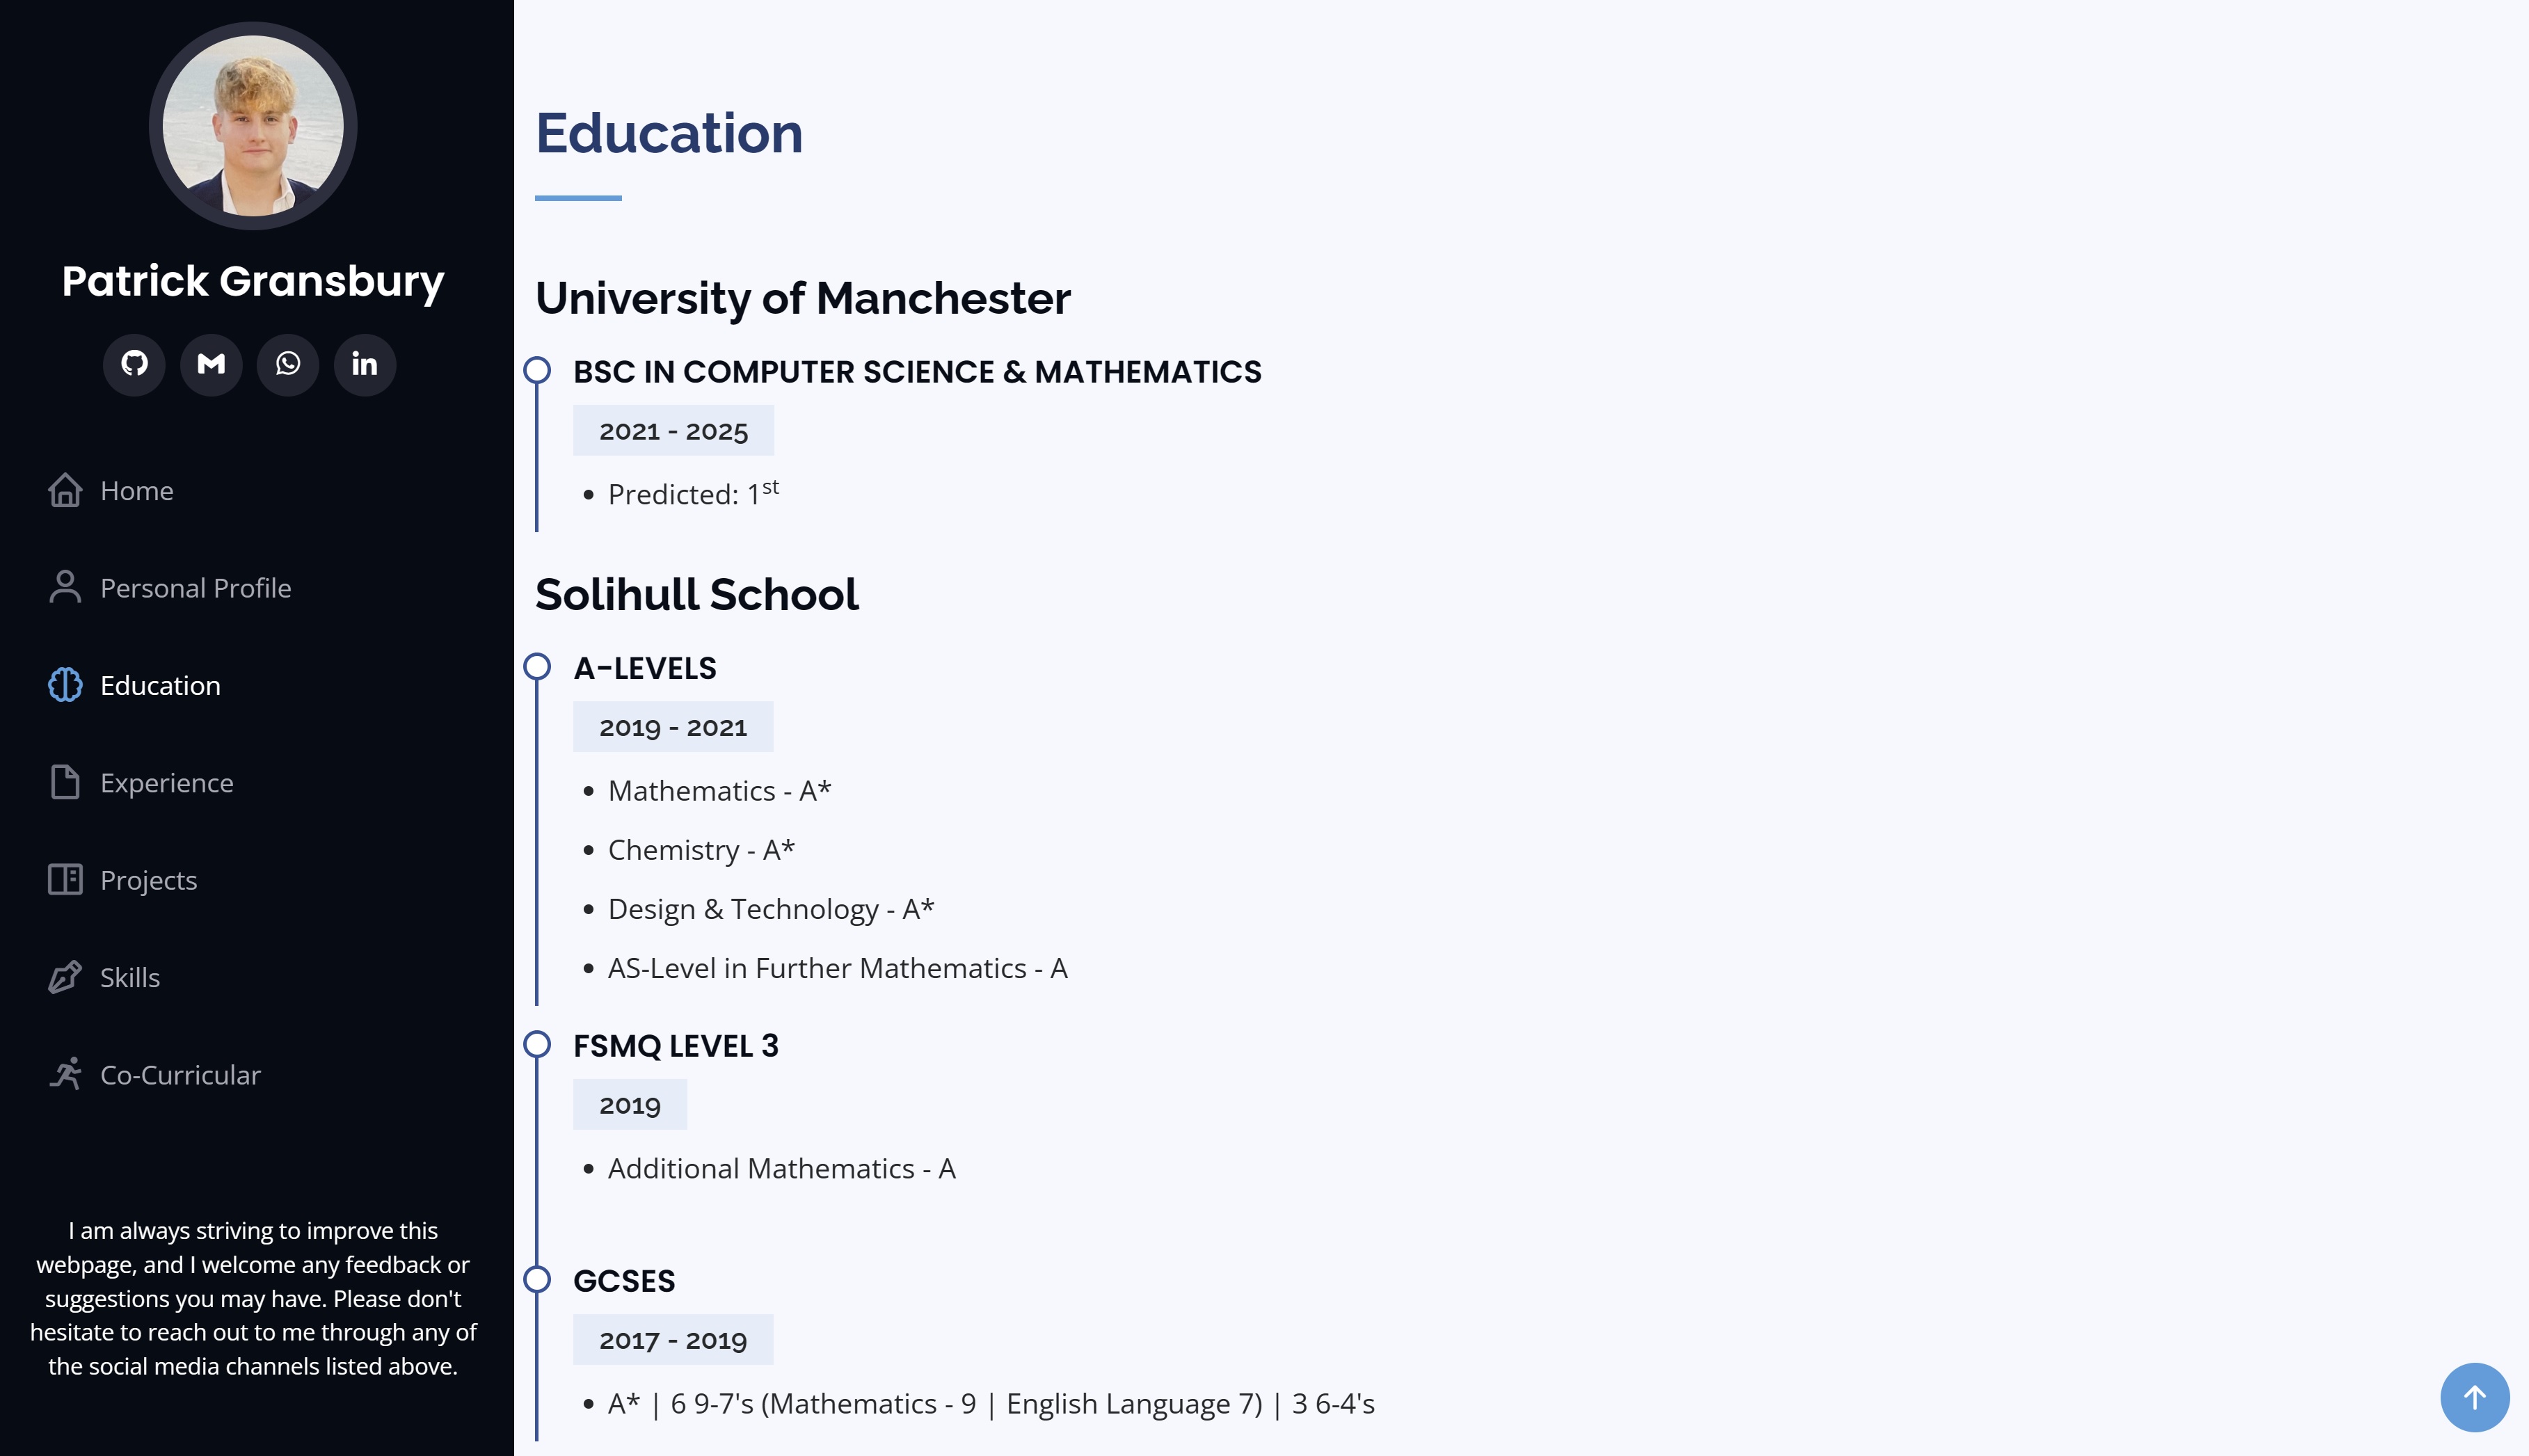 Patrick Gransbury
Home
Personal Profile
Education
Experience
Projects
Skills
Co-Curricular
I am always striving to improve this
webpage, and I welcome any feedback or
suggestions you may have. Please don't
hesitate to reach out to me through any of
the social media channels listed above.
Education
University of Manchester
BSC IN COMPUTER SCIENCE & MATHEMATICS
2021 - 2025
Predicted: 1st
Solihull School
A-LEVELS
2019 - 2021
Mathematics - A*
Chemistry - A*
Design & Technology - A*
AS-Level in Further Mathematics - A
FSMQ LEVEL 3
2019
Additional Mathematics - A
GCSES
2017 - 2019
A* | 6 9-7's (Mathematics - 9 | English Language 7) | 3 6-4's